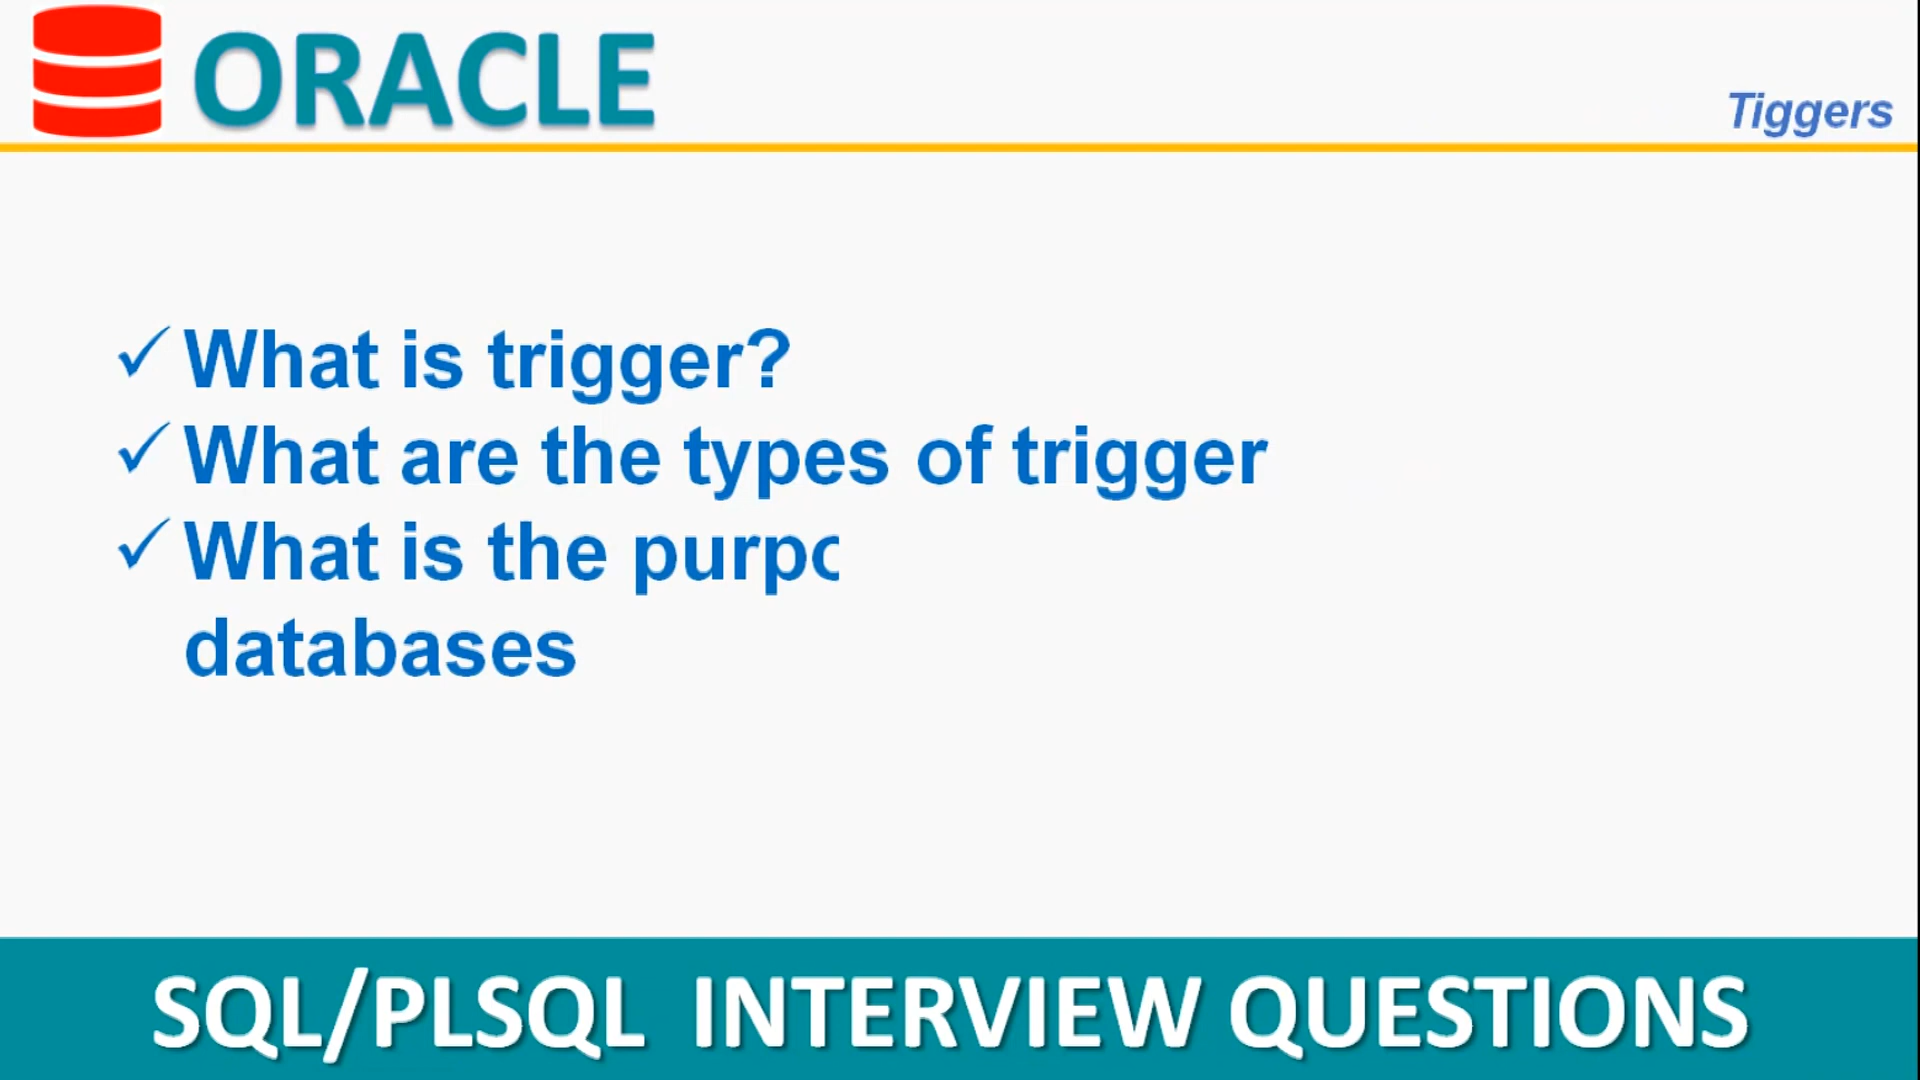 ORACLE
Tiggers
What is trigger?
What are the types of trigger
What is the
databases
SQL/PLSQL INTERVIEW QUESTIONS